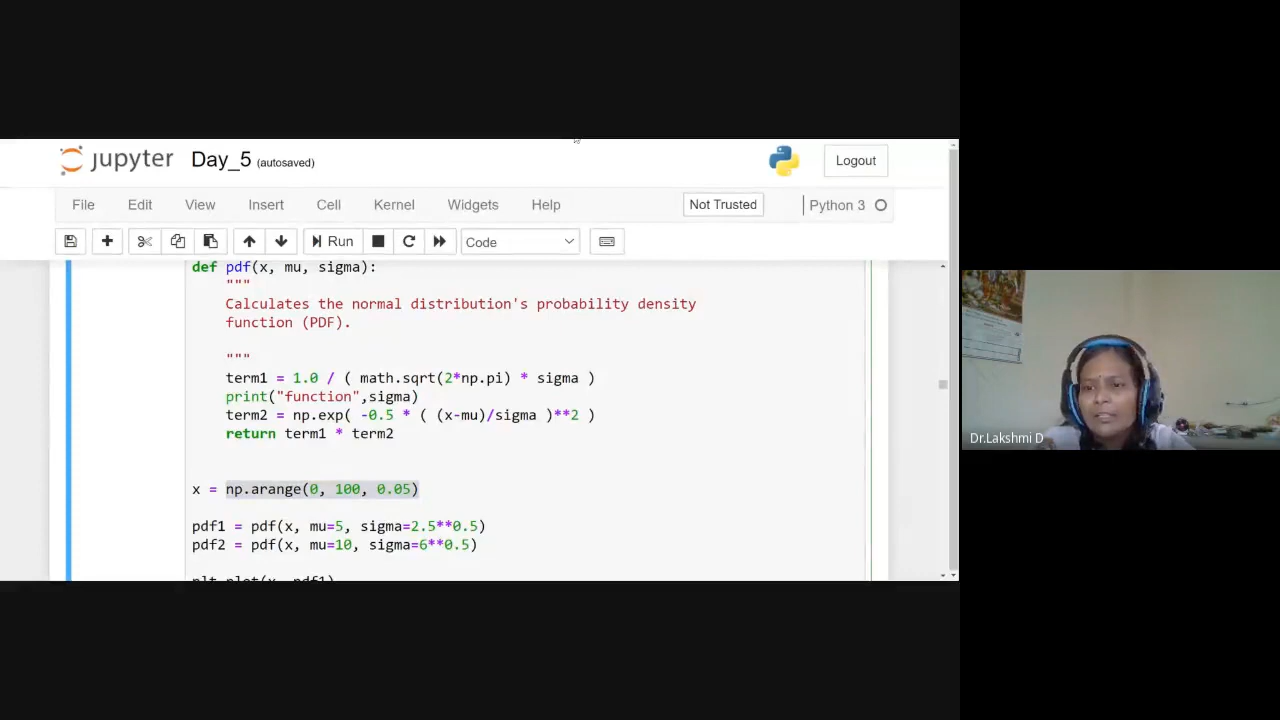 jupyter Day_5 (autosaved) Logout
File Edit View Insert Cell Kernel Widgets Help Not Trusted Python 3
Run Code
def pdf(x, mu, sigma):
"""
Calculates the normal distribution's probability density
function (PDF).
"""
term1 = 1.0 / ( math.sqrt(2*np.pi) * sigma )
print("function",sigma)
term2 = np.exp( -0.5 * ( (x-mu)/sigma )**2 )
return term1 * term2
x = np.arange(0, 100, 0.05)
pdf1 = pdf(x, mu=5, sigma=2.5**0.5)
pdf2 = pdf(x, mu=10, sigma=6**0.5)
plt.plot(x, pdf1)
Dr.Lakshmi D